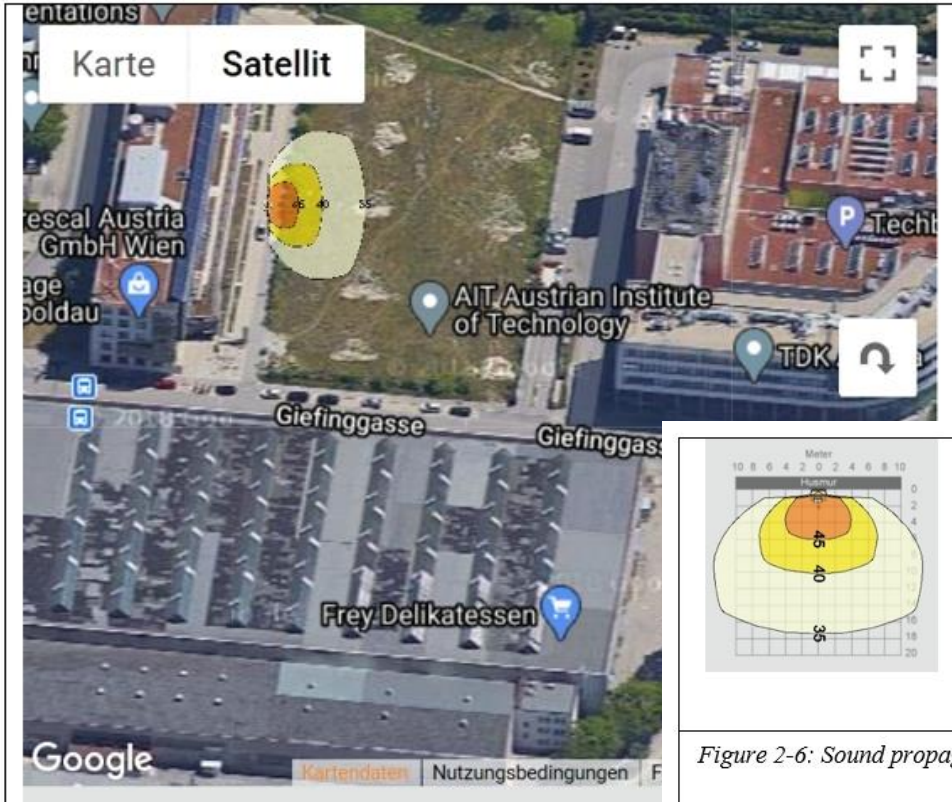 entations
Karte
Satellit
rescal Austria
GmbH Wien
age
poldau
P
Techb
AIT Austrian Institute
of Technology
TDK
45 40 35
Giefinggasse
Giefinggass
Frey Delikatessen
Google
Kartendaten
Nutzungsbedingungen
F
Meter
10 8 6 4 2 0 2 4 6 8 10
Husmur
0
2
4
45
40
35
16
18
20
Figure 2-6: Sound propag